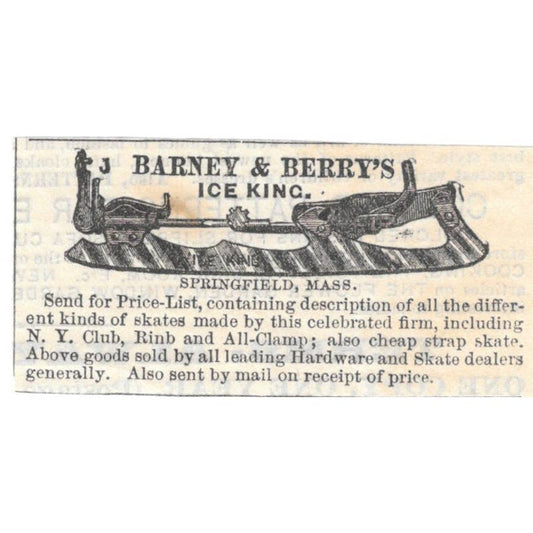 BARNEY & BERRY'S
ICE KING.
ICE KING
SPRINGFIELD, MASS.
Send for Price-List, containing description of all the differ-
ent kinds of skates made by this celebrated firm, including
N. Y. Club, Rinb and All-Clamp; also cheap strap skate.
Above goods sold by all leading Hardware and Skate dealers
generally. Also sent by mail on receipt of price.